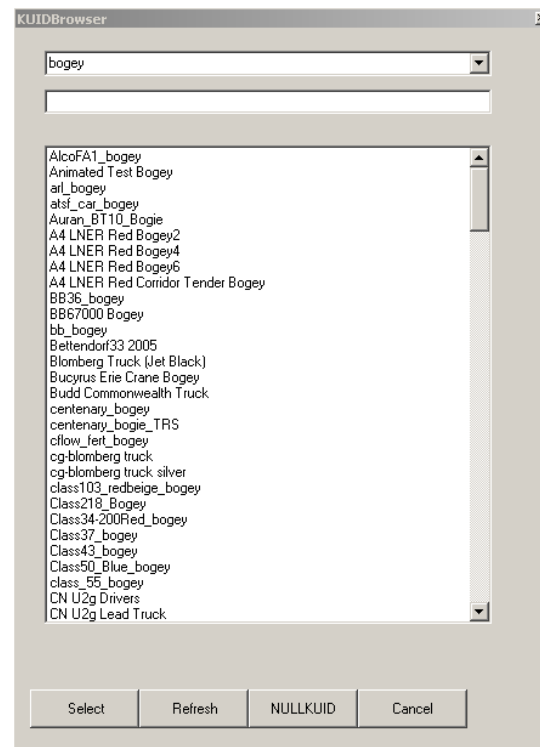 KUIDBrowser
bogey
AlcoFA1_bogey
Animated Test Bogey
arl_bogey
atsf_car_bogey
Auran_BT10_Bogie
A4 LNER Red Bogey2
A4 LNER Red Bogey4
A4 LNER Red Bogey6
A4 LNER Red Corridor Tender Bogey
BB36_bogey
BB67000 Bogey
bb_bogey
Bettendorf33 2005
Blomberg Truck (Jet Black)
Bucyrus Erie Crane Bogey
Budd Commonwealth Truck
centenary_bogey
centenary_bogie_TRS
cflow_fert_bogey
cg-blomberg truck
cg-blomberg truck silver
class103_redbeige_bogey
Class218_Bogey
Class34-200Red_bogey
Class37_bogey
Class43_bogey
Class50_Blue_bogey
class_55_bogey
CN U2g Drivers
CN U2g Lead Truck
Select Refresh NULLKUID Cancel